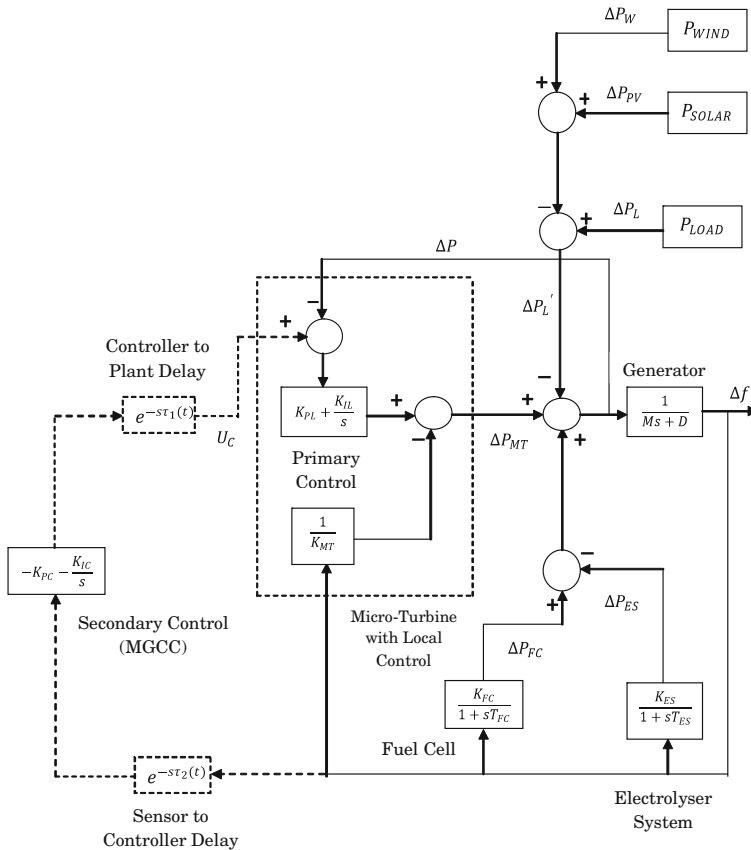 ΔP_W
P_WIND
+
+
ΔP_PV
P_SOLAR
−
+
ΔP_L
P_LOAD
ΔP
−
+
ΔP_L′
Controller to
Plant Delay
Generator
e^{−sτ_1(t)}
U_C
K_PL + K_IL/s
+
−
Primary
Control
+
−
+
ΔP_MT
1/(Ms + D)
Δf
1/K_MT
−K_PC − K_IC/s
Secondary Control
(MGCC)
−
+
ΔP_ES
Micro-Turbine
with Local
Control
ΔP_FC
K_FC/(1 + sT_FC)
K_ES/(1 + sT_ES)
Fuel Cell
e^{−sτ_2(t)}
Sensor to
Controller Delay
Electrolyser
System